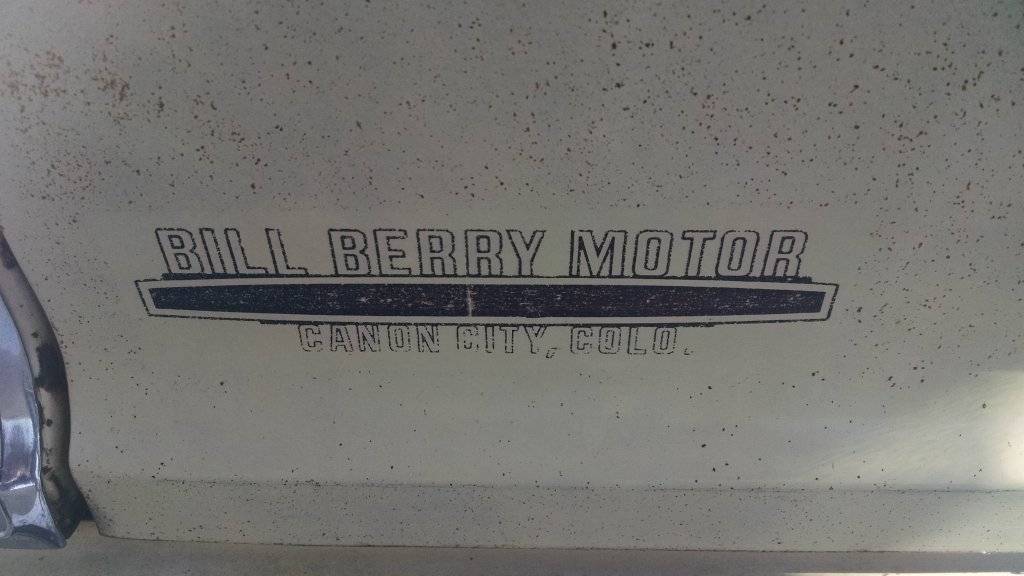 BILL BERRY MOTOR
CANON CITY, COLO.